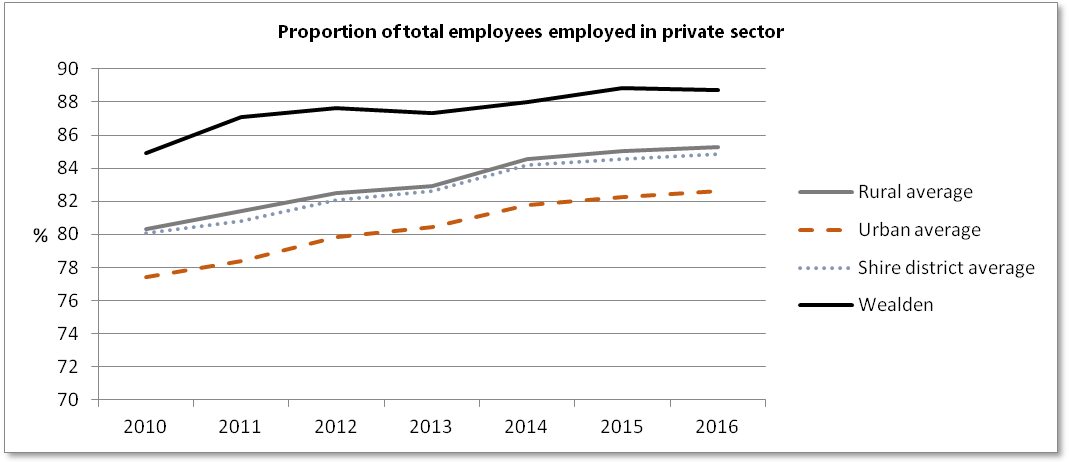 Proportion of total employees employed in private sector
90
88
86
84
82
80
78
76
74
72
70
%
2010 2011 2012 2013 2014 2015 2016
Rural average
Urban average
Shire district average
Wealden